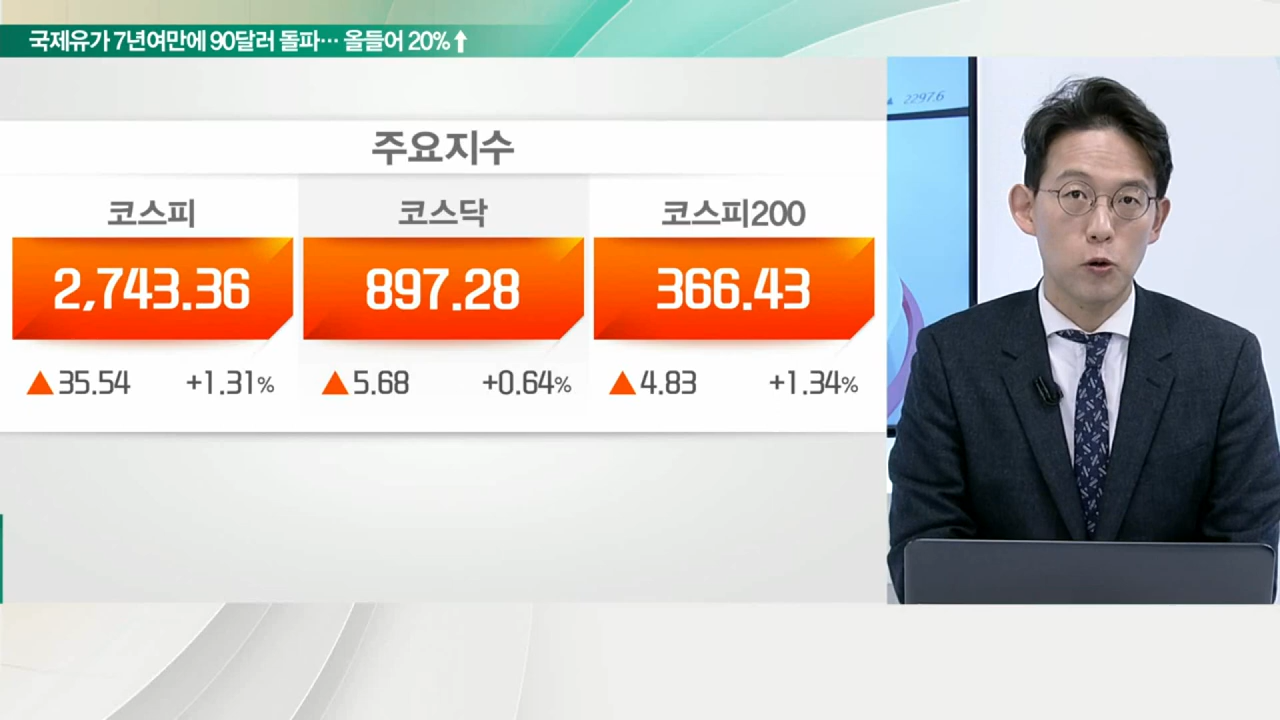 국제유가 7년여만에 90달러 돌파… 올들어 20%↑
▲ 2297.6
주요지수
코스피 코스닥 코스피200
2,743.36 897.28 366.43
▲35.54 +1.31% ▲5.68 +0.64% ▲4.83 +1.34%